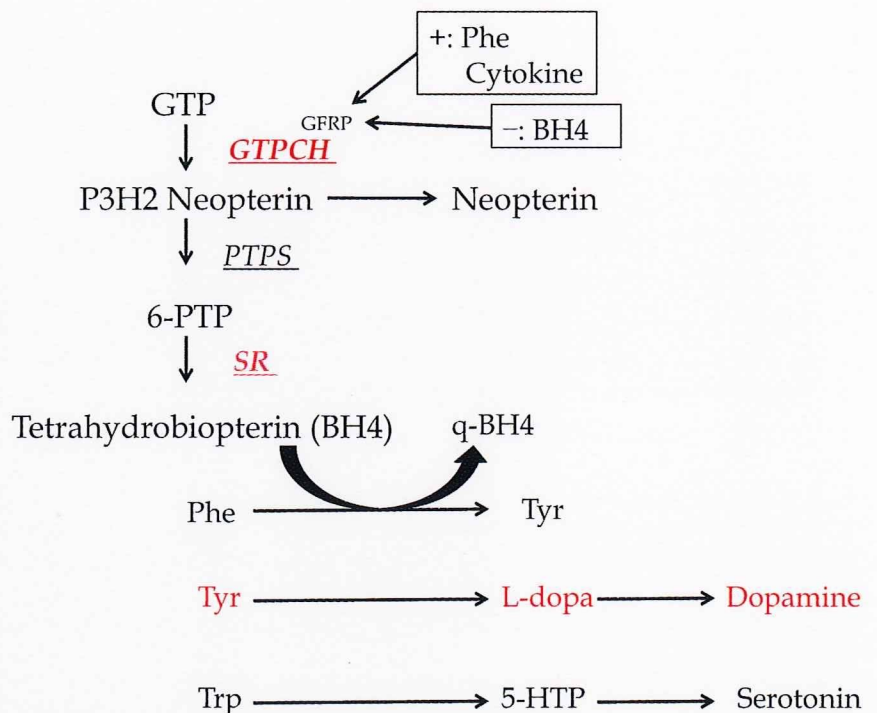 +: Phe
Cytokine
GTP
GFRP
−: BH4
GTPCH
P3H2 Neopterin
Neopterin
PTPS
6-PTP
SR
Tetrahydrobiopterin (BH4)
q-BH4
Phe
Tyr
Tyr
L-dopa
Dopamine
Trp
5-HTP
Serotonin